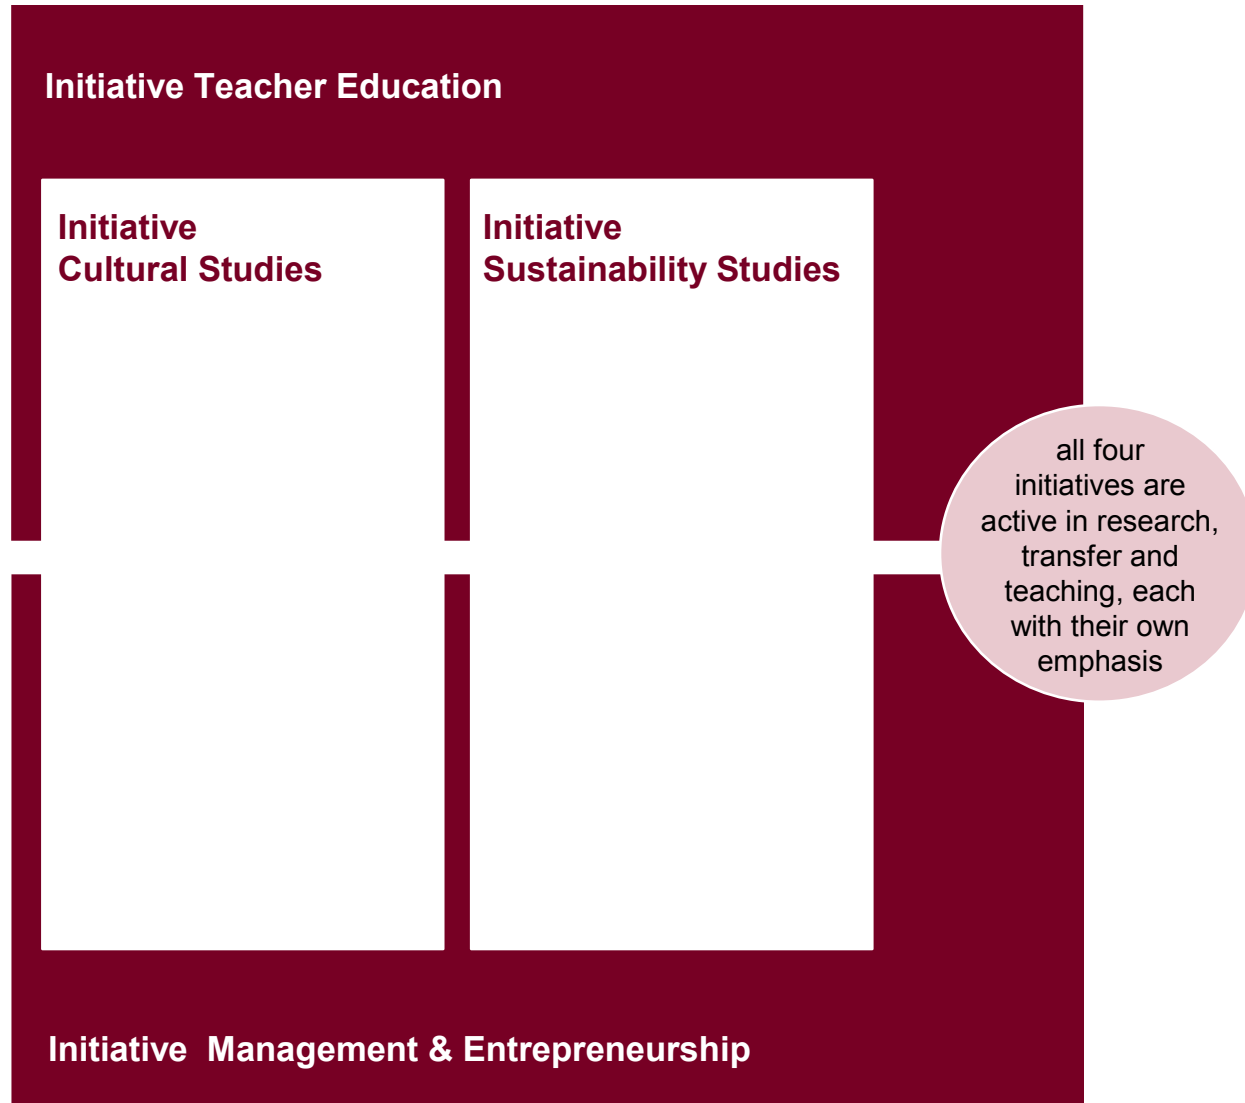 Initiative Teacher Education
Initiative
Cultural Studies
Initiative
Sustainability Studies
all four
initiatives are
active in research,
transfer and
teaching, each
with their own
emphasis
Initiative  Management & Entrepreneurship